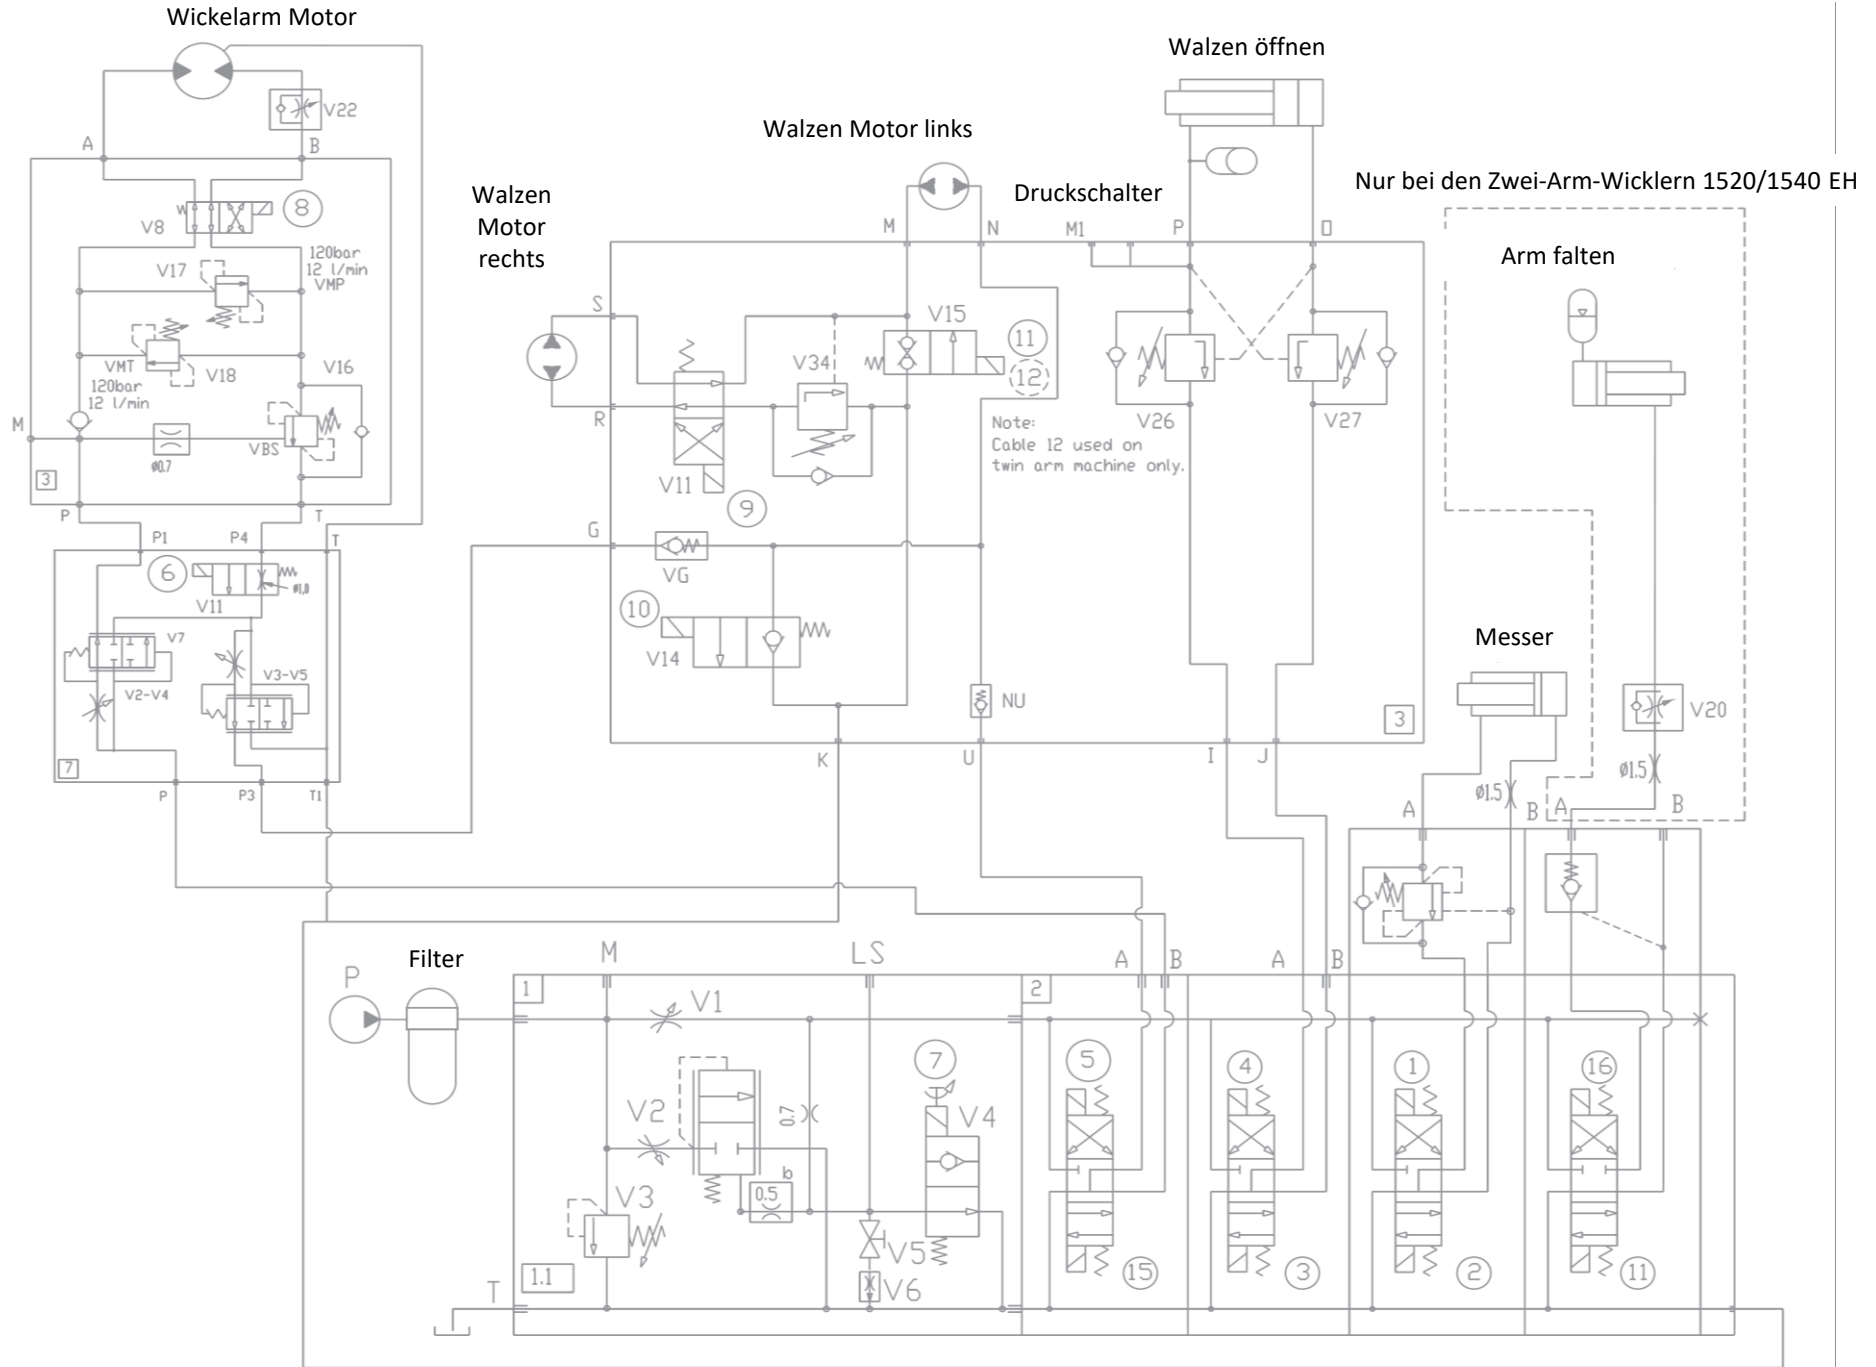 Wickelarm Motor
Walzen öffnen
V22
Walzen Motor links
A
B
Walzen
Motor
rechts
Druckschalter
Nur bei den Zwei-Arm-Wicklern 1520/1540 EH
W
8
V8
M
N
M1
P
O
120bar
12 l/min
VMP
V17
Arm falten
S
V15
11
12
V34
VMT
V18
V16
120bar
12 l/min
R
V26
V27
M
VBS
ø0.7
3
Note:
Cable 12 used on
twin arm machine only.
V11
9
P
T
G
P1
P4
T
6
ø1,0
V11
VG
10
V14
V7
V3-V5
V2-V4
Messer
NU
3
V20
7
P
P3
T1
K
U
I
J
ø1.5
ø1.5
A
B
A
B
Filter
P
M
LS
A
B
A
B
1
2
V1
7
5
4
1
16
V2
0.7
V4
b
0.5
V3
V5
V6
1.1
15
3
2
11
T